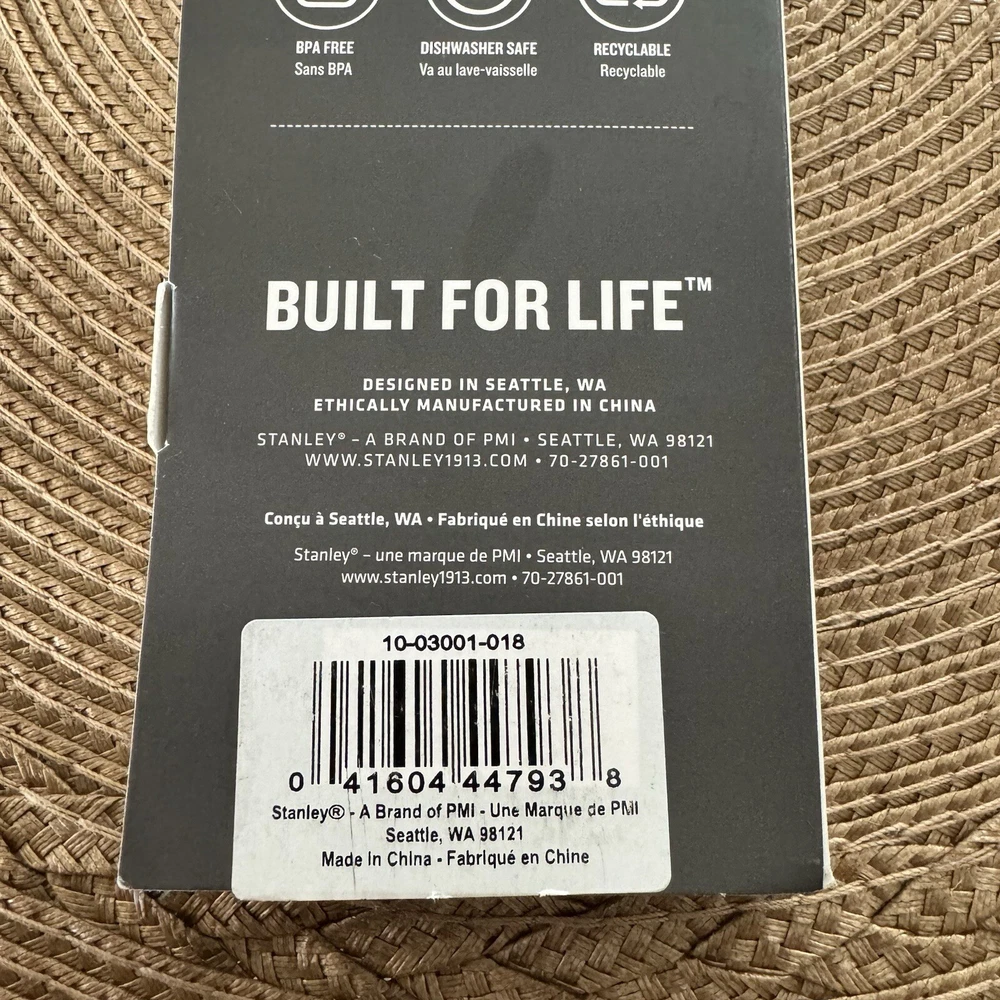 BPA FREE DISHWASHER SAFE RECYCLABLE
Sans BPA Va au lave-vaisselle Recyclable
BUILT FOR LIFE™
DESIGNED IN SEATTLE, WA
ETHICALLY MANUFACTURED IN CHINA
STANLEY® – A BRAND OF PMI • SEATTLE, WA 98121
WWW.STANLEY1913.COM • 70-27861-001
Conçu à Seattle, WA • Fabriqué en Chine selon l'éthique
Stanley® – une marque de PMI • Seattle, WA 98121
www.stanley1913.com • 70-27861-001
10-03001-018
0 41604 44793 8
Stanley® - A Brand of PMI - Une Marque de PMI
Seattle, WA 98121
Made In China - Fabriqué en Chine